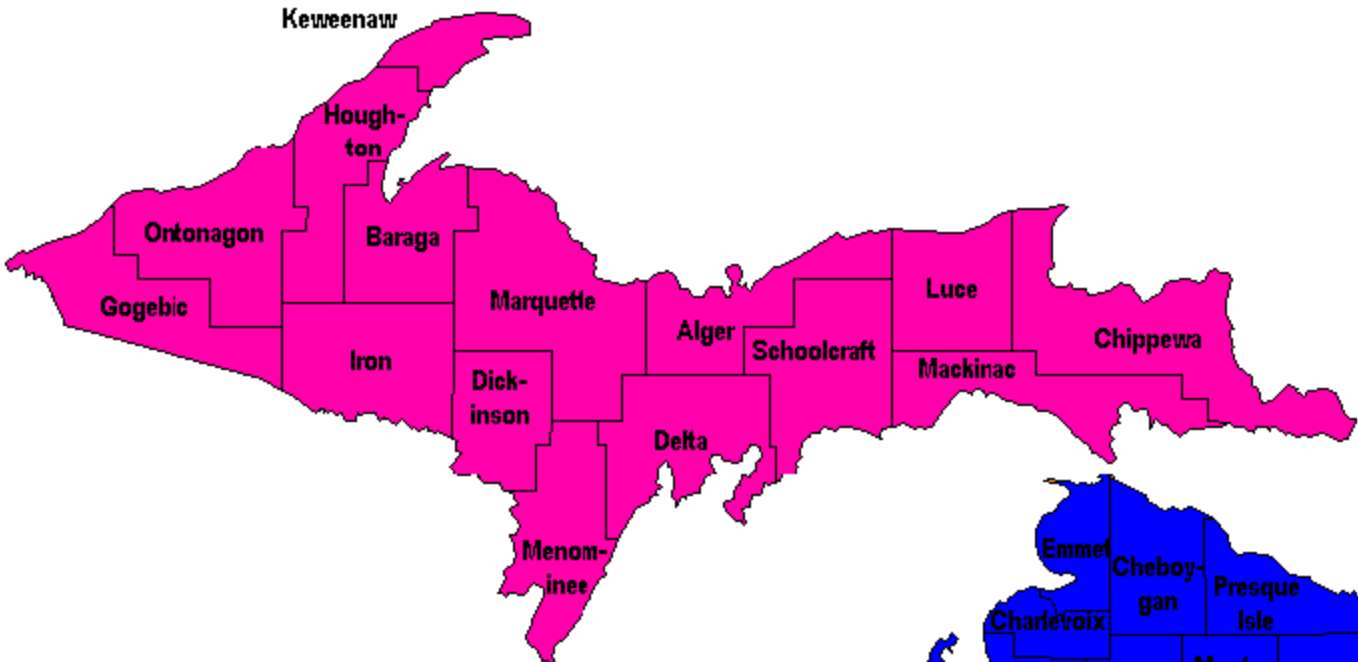 Keweenaw
Hough-
ton
Ontonagon
Baraga
Gogebic
Marquette
Luce
Alger
Chippewa
Schoolcraft
Iron
Mackinac
Dick-
inson
Delta
Menom-
inee
Emmet
Cheboy-
gan
Presque
Isle
Charlevoix